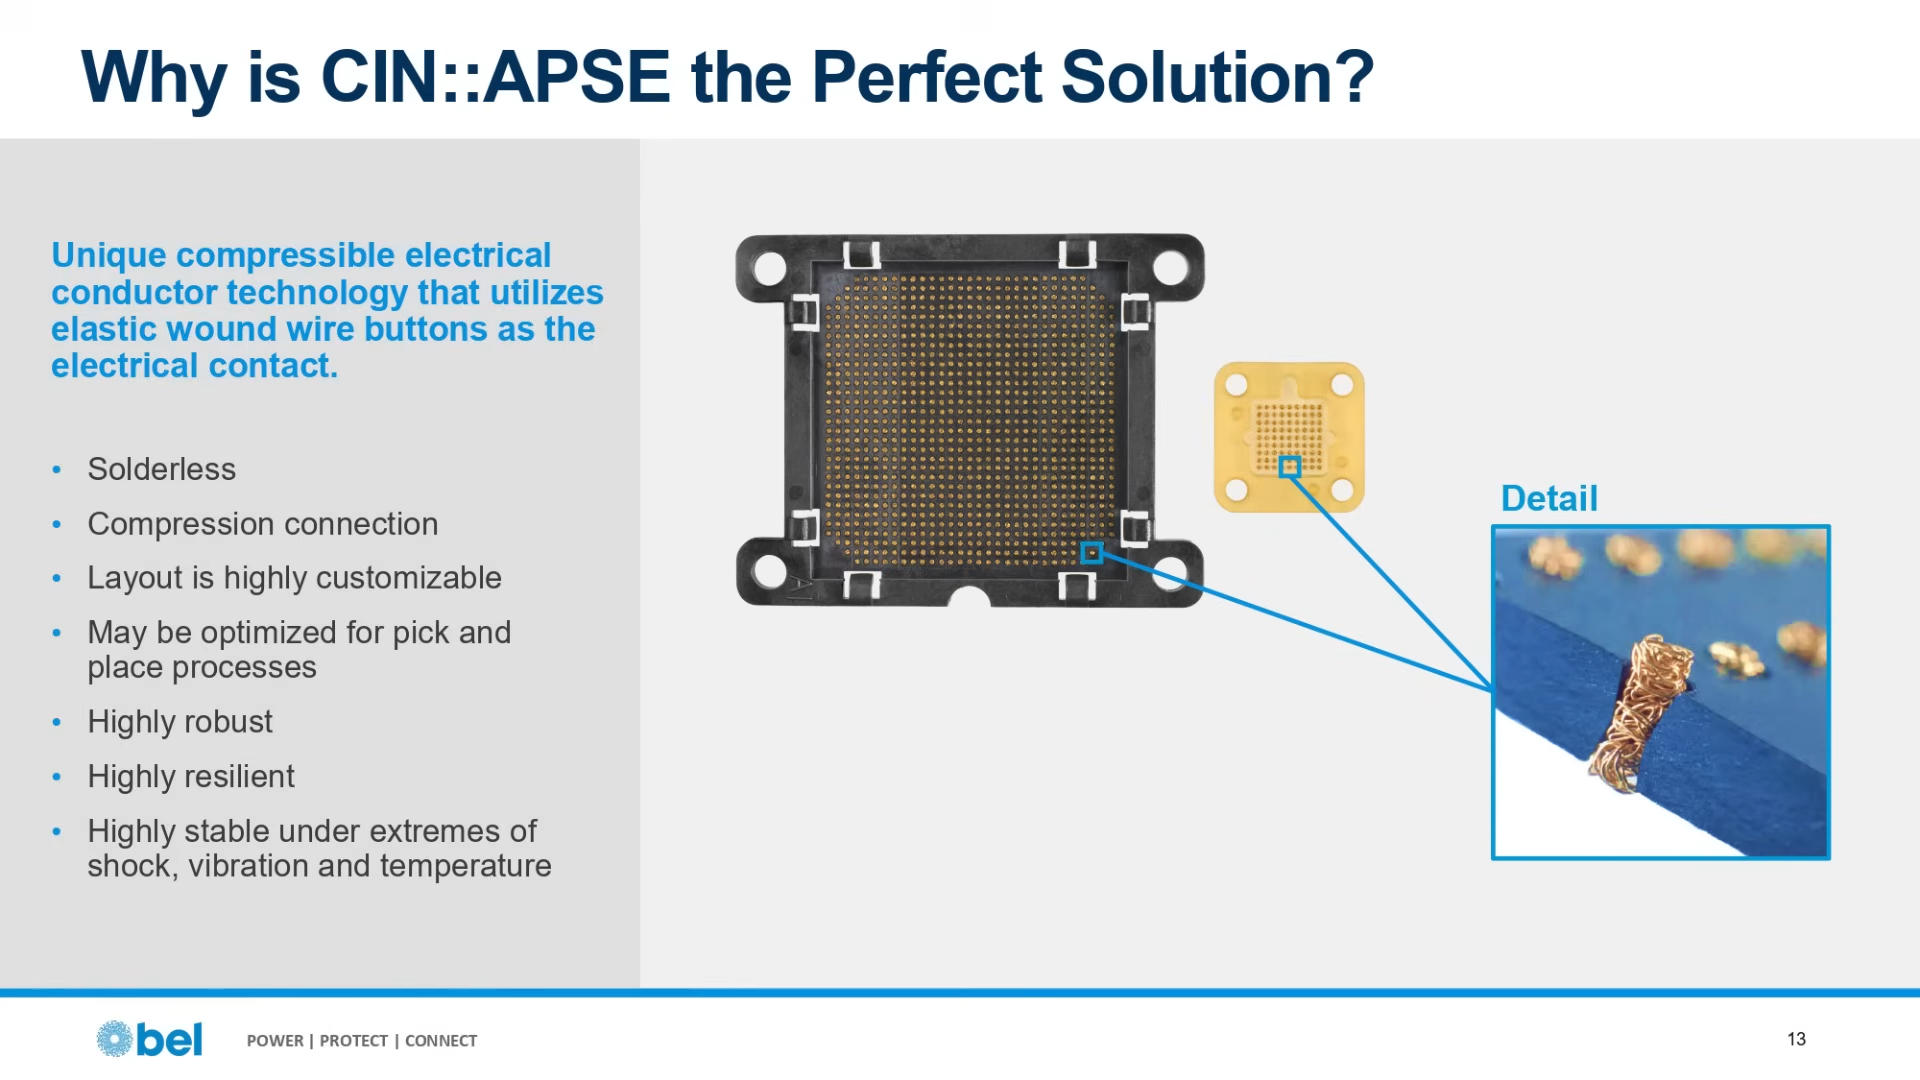 Why is CIN::APSE the Perfect Solution?
Unique compressible electrical
conductor technology that utilizes
elastic wound wire buttons as the
electrical contact.
• Solderless
• Compression connection
• Layout is highly customizable
• May be optimized for pick and
place processes
• Highly robust
• Highly resilient
• Highly stable under extremes of
shock, vibration and temperature
Detail
bel
POWER | PROTECT | CONNECT
13